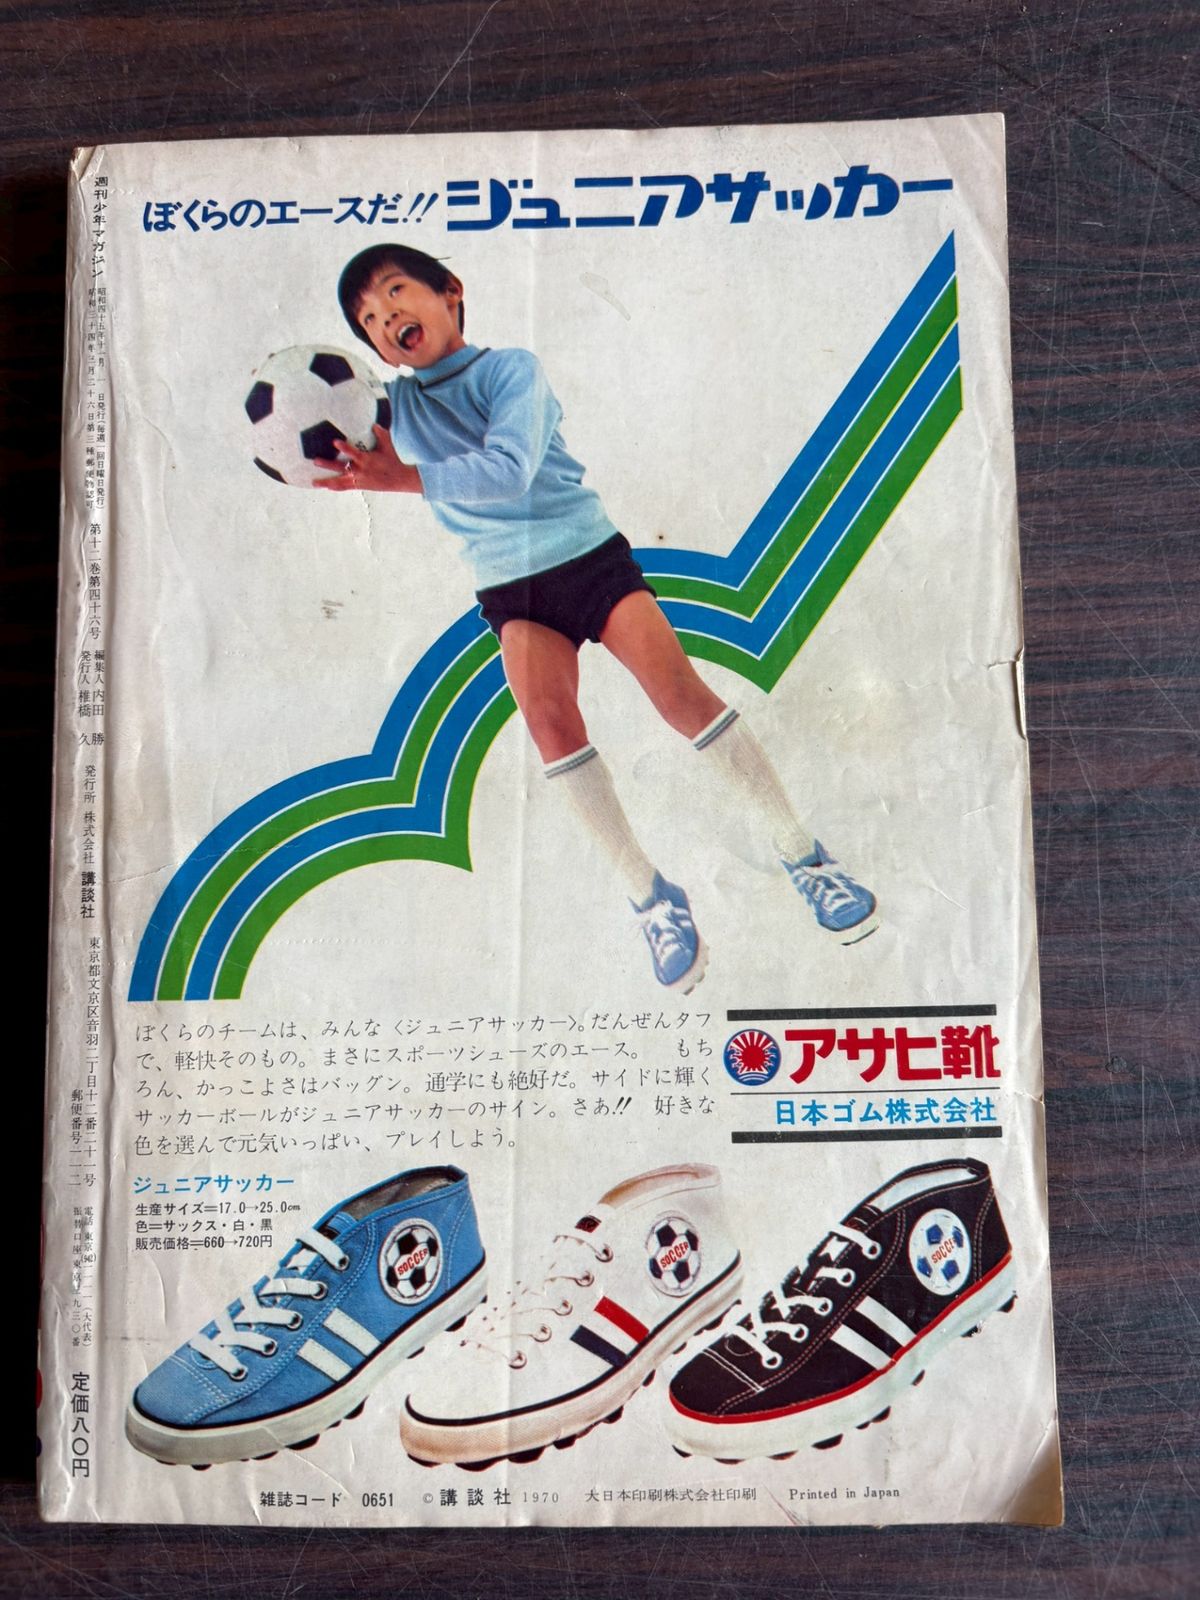 ぼくらのエースだ!! ジュニアサッカー
ぼくらのチームは、みんな〈ジュニアサッカー〉。だんぜんタフ
で、軽快そのもの。まさにスポーツシューズのエース。 もち
ろん、かっこよさはバッグン。通学にも絶好だ。サイドに輝く
サッカーボールがジュニアサッカーのサイン。さあ!! 好きな
色を選んで元気いっぱい、プレイしよう。
アサヒ靴
日本ゴム株式会社
ジュニアサッカー
生産サイズ=17.0→25.0cm
色=サックス・白・黒
販売価格=660→720円
SOCCER
SOCCER
SOCCER
雑誌コード 0651 © 講談社 1970 大日本印刷株式会社印刷 Printed in Japan
週刊少年マガジン
昭和四十五年十一月一日発行(毎週一回日曜日発行)
昭和三十四年三月二十六日第三種郵便物認可
第十二巻第四十六号
編集人 内田 勝
発行人 椎橋 久
発行所 株式会社 講談社
東京都文京区音羽二丁目十二番二十一号
郵便番号一一二
定価八〇円